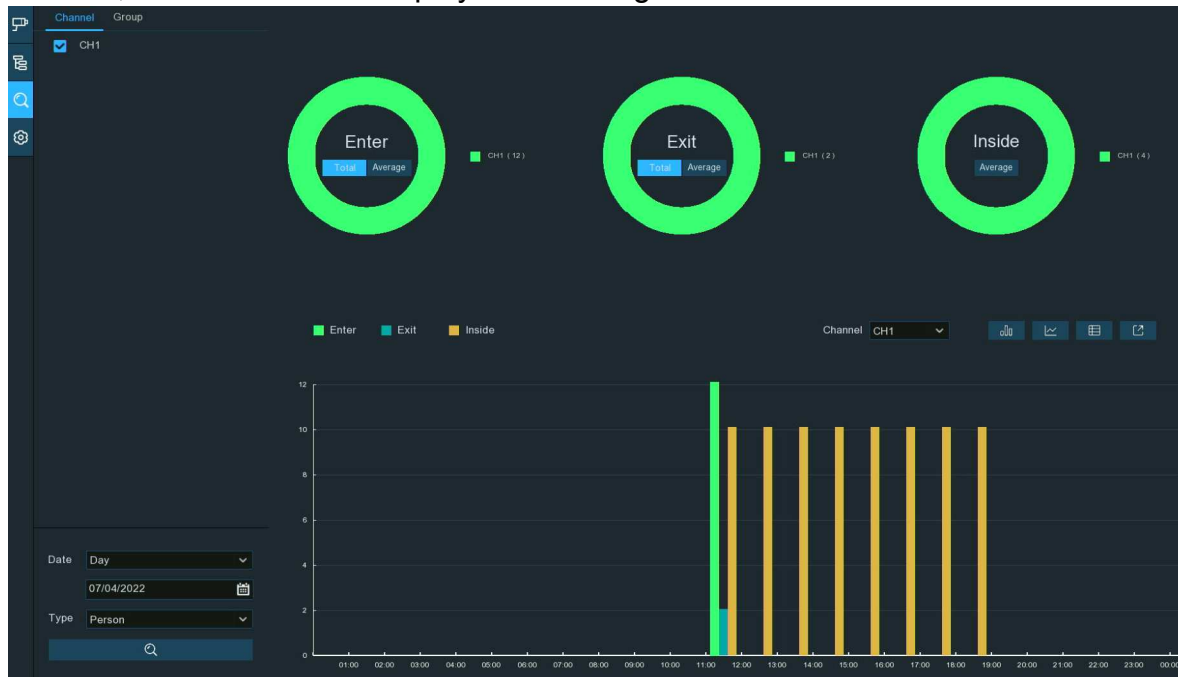 Channel Group
CH1
Enter
Total Average
CH1 ( 12 )
Exit
Total Average
CH1 ( 2 )
Inside
Average
CH1 ( 4 )
Enter Exit Inside
Channel CH1
12
10
8
6
4
2
0
01:00 02:00 03:00 04:00 05:00 06:00 07:00 08:00 09:00 10:00 11:00 12:00 13:00 14:00 15:00 16:00 17:00 18:00 19:00 20:00 21:00 22:00 23:00 00:00
Date Day
07/04/2022
Type Person